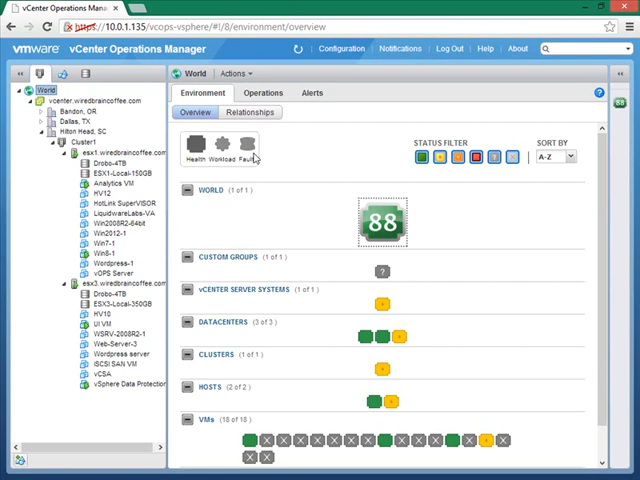 vCenter Operations Manag
https://10.0.1.135/vcops-vsphere/#!/8/environment/overview
vmware vCenter Operations Manager
Configuration Notifications Log Out Help About
World Actions
Environment Operations Alerts
Overview Relationships
World
vcenter.wiredbraincoffee.com
Bandon, OR
Dallas, TX
Hilton Head, SC
Cluster1
esx1.wiredbraincoffee.com
Drobo-4TB
ESX1-Local-150GB
Analytics VM
HV12
HotLink SuperVISOR
LiquidwareLabs-VA
Win2008R2-64bit
Win2012-1
Win7-1
Win8-1
Wordpress-1
vOPS Server
esx3.wiredbraincoffee.com
Drobo-4TB
ESX3-Local-350GB
HV10
UI VM
WSRV-2008R2-1
Web-Server-3
Wordpress server
iSCSI SAN VM
vCSA
vSphere Data Protection
Health Workload Faults
STATUS FILTER
SORT BY
A-Z
WORLD (1 of 1)
88
CUSTOM GROUPS (1 of 1)
?
vCENTER SERVER SYSTEMS (1 of 1)
DATACENTERS (3 of 3)
CLUSTERS (1 of 1)
HOSTS (2 of 2)
VMs (18 of 18)
88